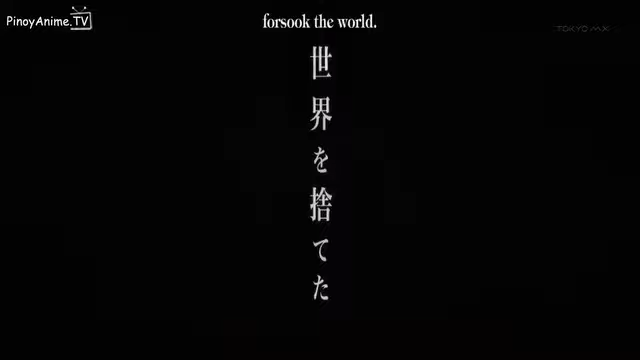 PinoyAnime.TV
forsook the world.
TOKYO MX
世界を捨てた